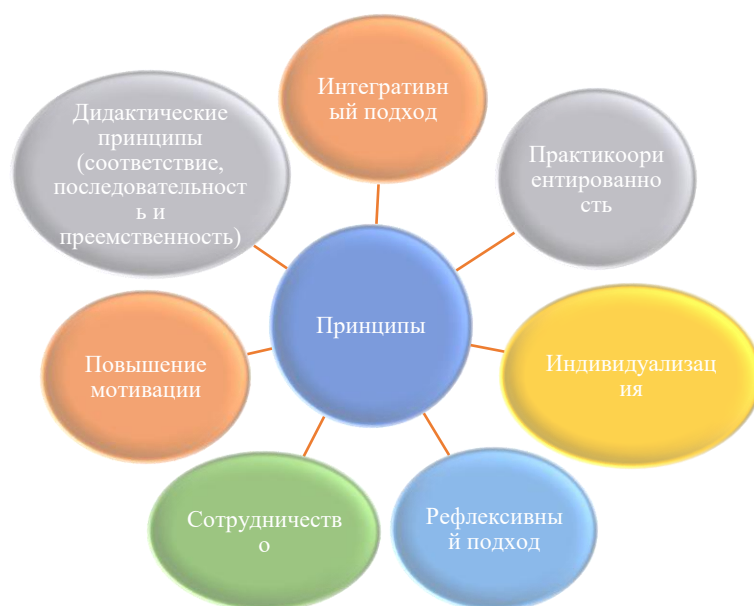 Интегративн
ый подход
Практикоори
ентированно
сть
Индивидуализац
ия
Рефлексивны
й подход
Сотрудничеств
о
Повышение
мотивации
Дидактические
принципы
(соответствие,
последовательност
ь и
преемственность)
Принципы